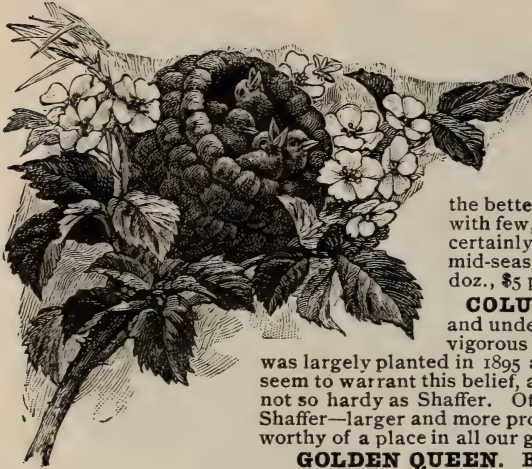 the bette
with few,
certainly
mid-seas
doz., $5 p
COLU
and unde
vigorous
was largely planted in 1895 a
seem to warrant this belief, a
not so hardy as Shaffer. Ot
Shaffer—larger and more pro
worthy of a place in all our g
GOLDEN QUEEN. E